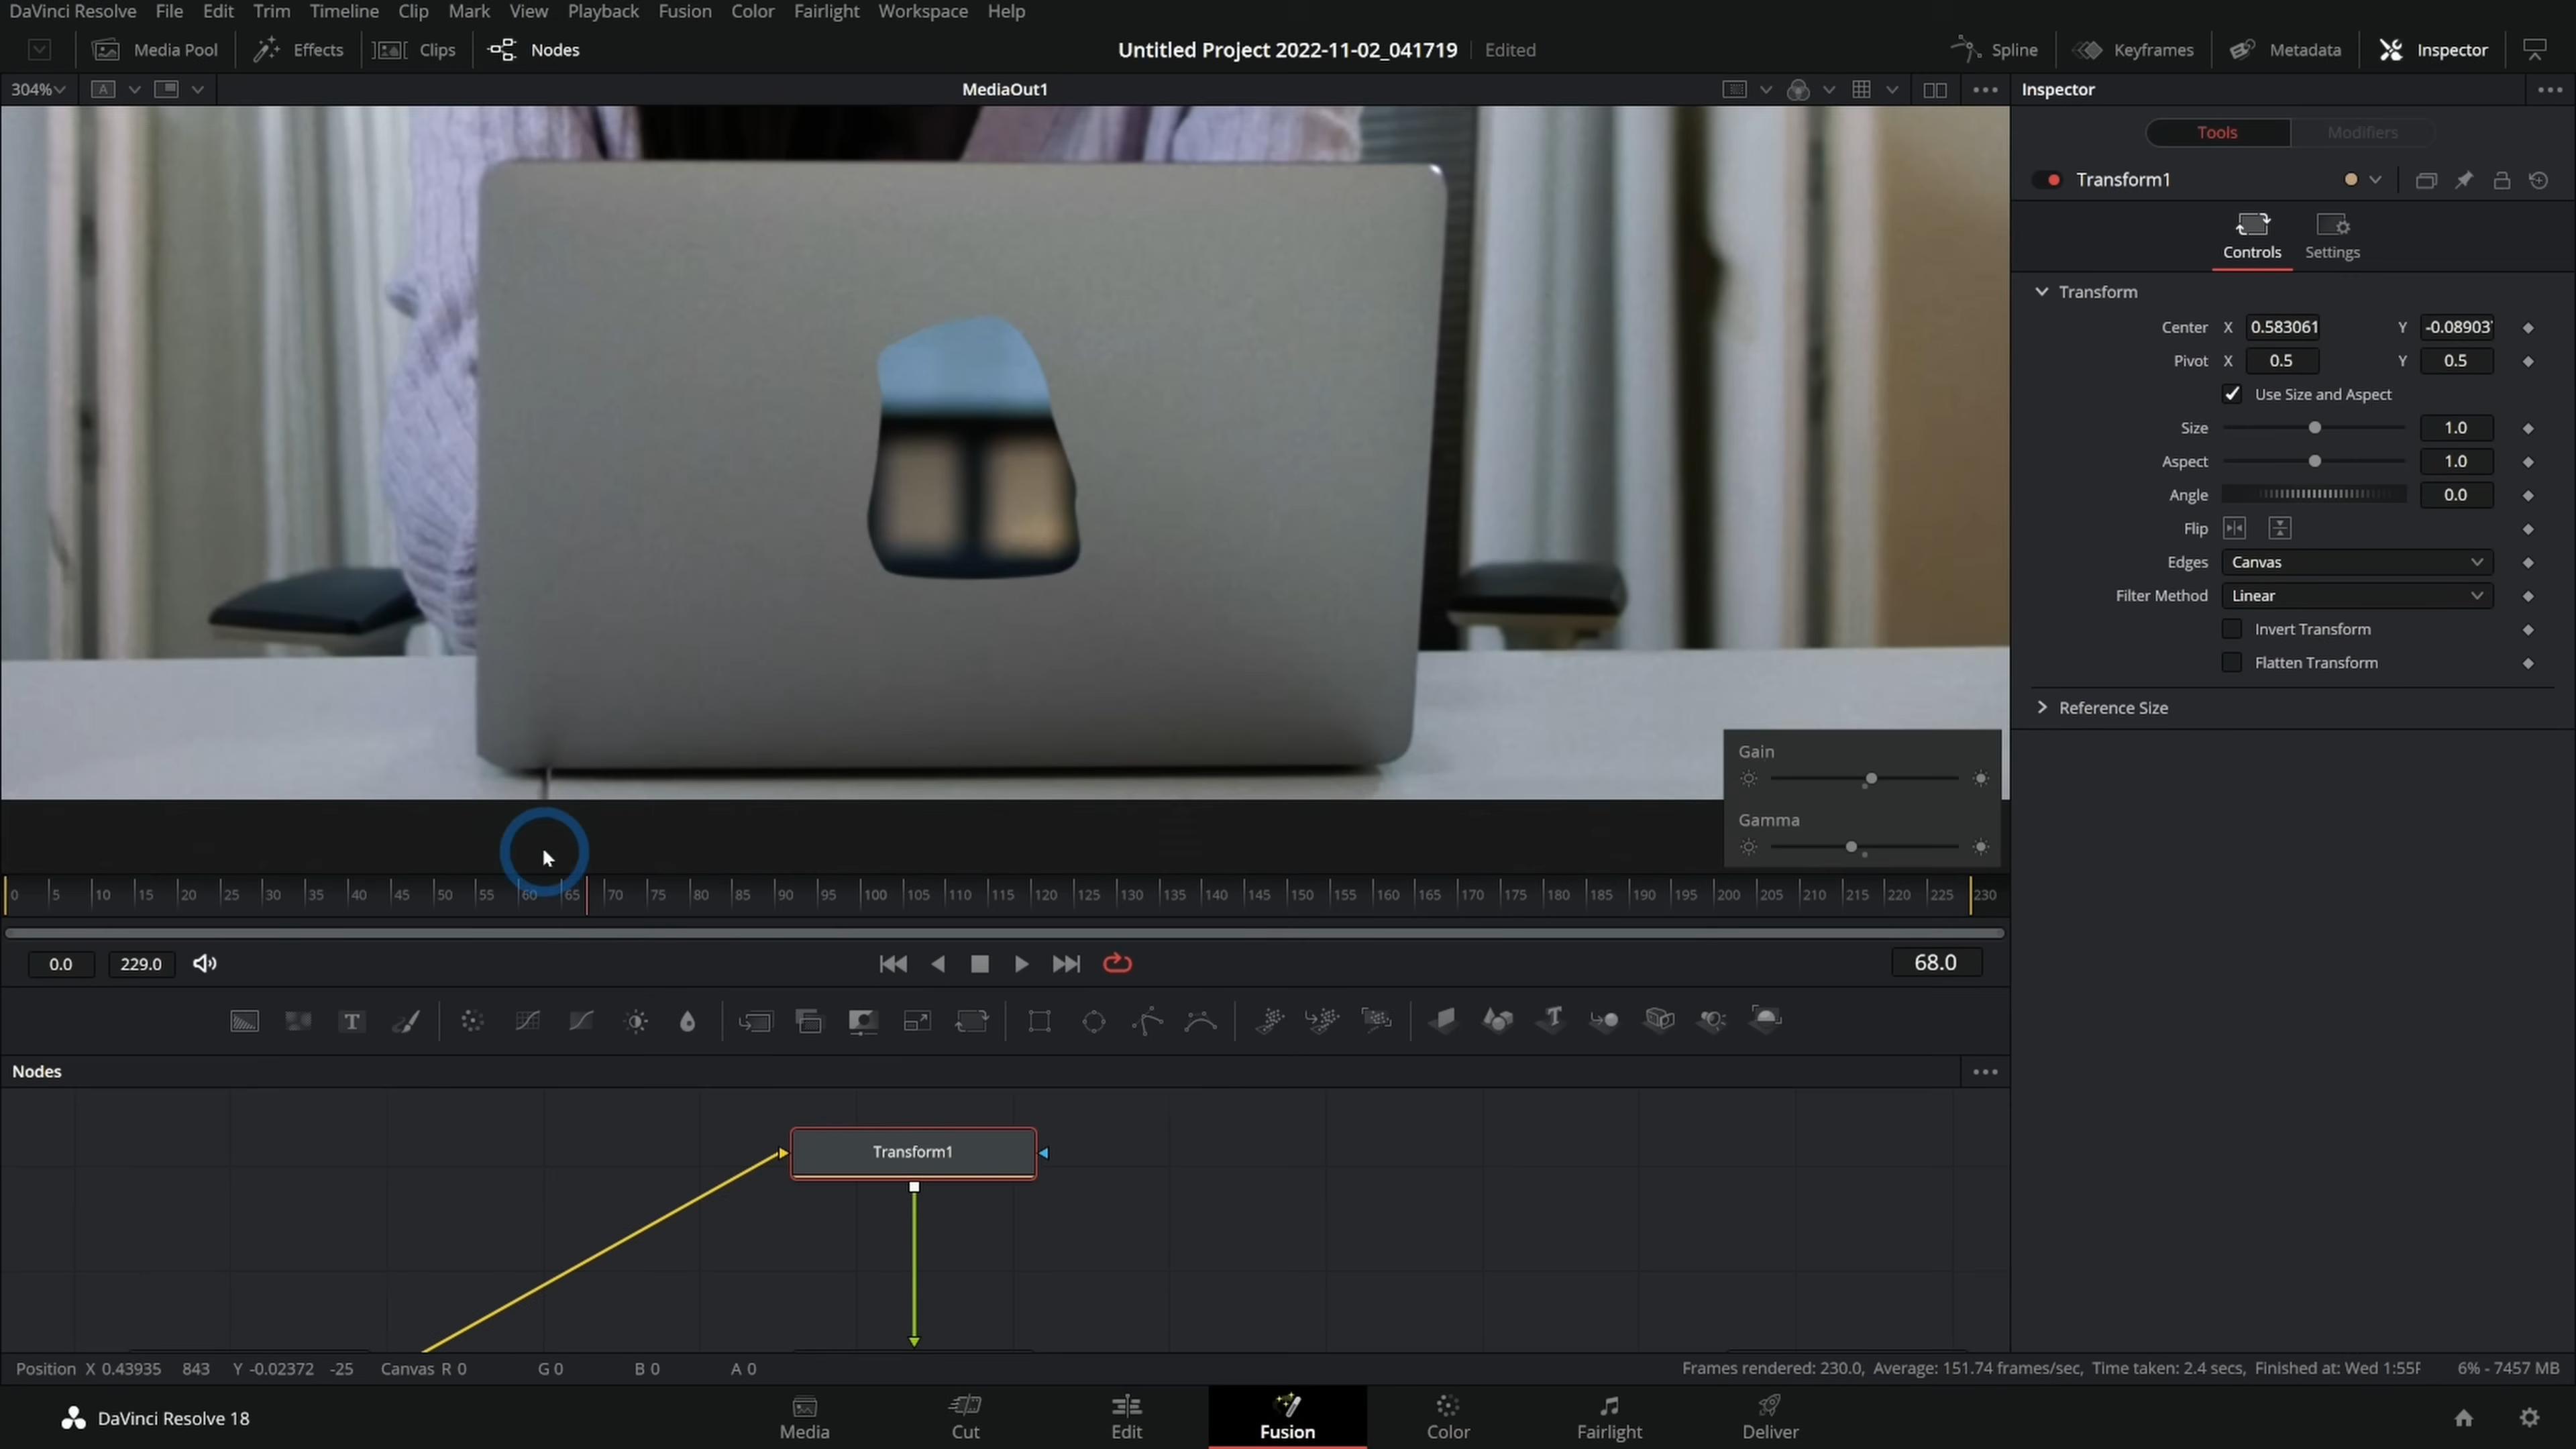 DaVinci Resolve File Edit Trim Timeline Clip Mark View Playback Fusion Color Fairlight Workspace Help
Media Pool Effects Clips Nodes Untitled Project 2022-11-02_041719 Edited Spline Keyframes Metadata Inspector
304% A MediaOut1 Inspector
Tools Modifiers
Transform1
Controls Settings
Transform
Center X 0.583061 Y -0.08903
Pivot X 0.5 Y 0.5
Use Size and Aspect
Size 1.0
Aspect 1.0
Angle 0.0
Flip
Edges Canvas
Filter Method Linear
Invert Transform
Flatten Transform
Reference Size
Gain
Gamma
0 5 10 15 20 25 30 35 40 45 50 55 60 65 70 75 80 85 90 95 100 105 110 115 120 125 130 135 140 145 150 155 160 165 170 175 180 185 190 195 200 205 210 215 220 225 230
0.0 229.0 68.0
T
Nodes
Transform1
Position X 0.43935 843 Y -0.02372 -25 Canvas R 0 G 0 B 0 A 0 Frames rendered: 230.0, Average: 151.74 frames/sec, Time taken: 2.4 secs, Finished at: Wed 1:55P 6% - 7457 MB
DaVinci Resolve 18 Media Cut Edit Fusion Color Fairlight Deliver